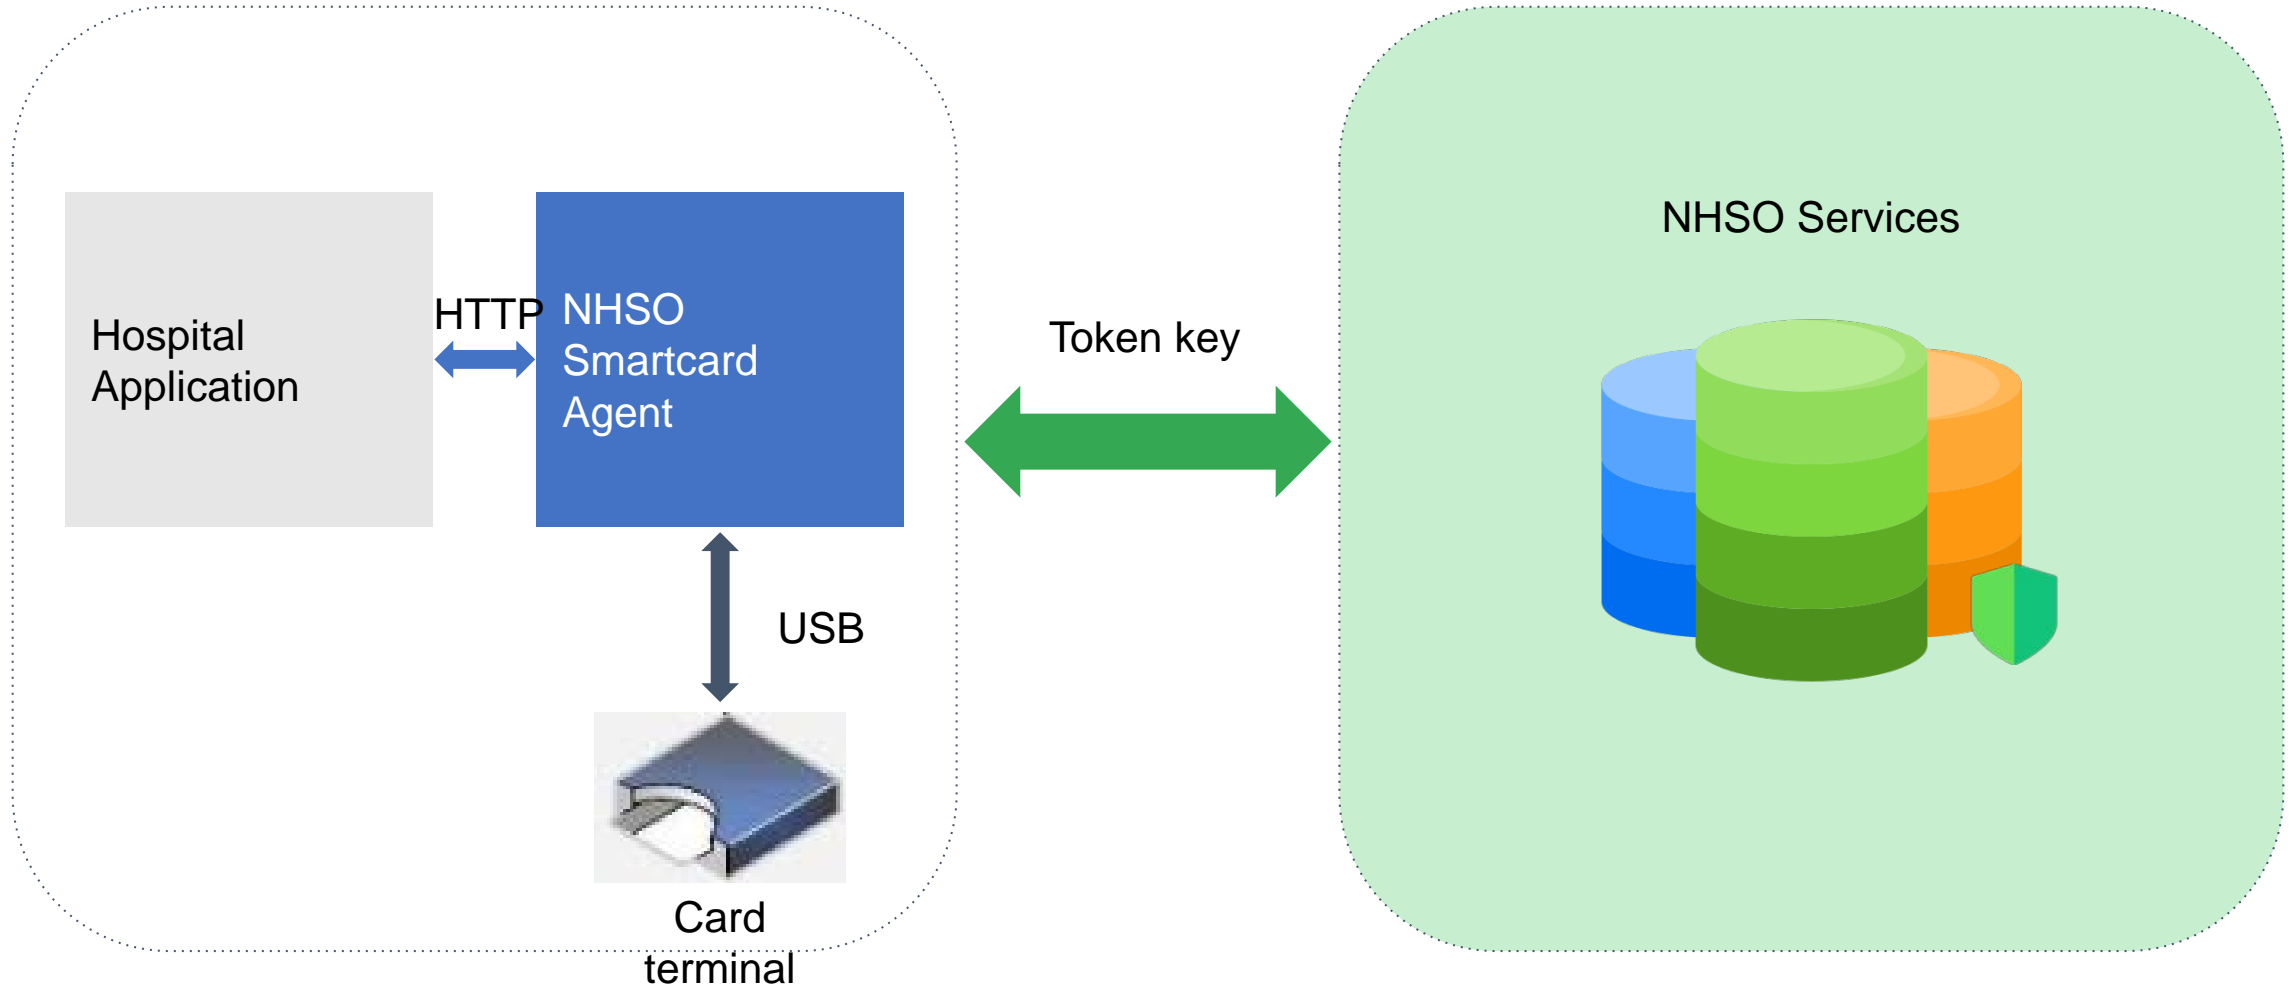 Hospital
Application
HTTP
NHSO
Smartcard
Agent
USB
Card
terminal
Token key
NHSO Services